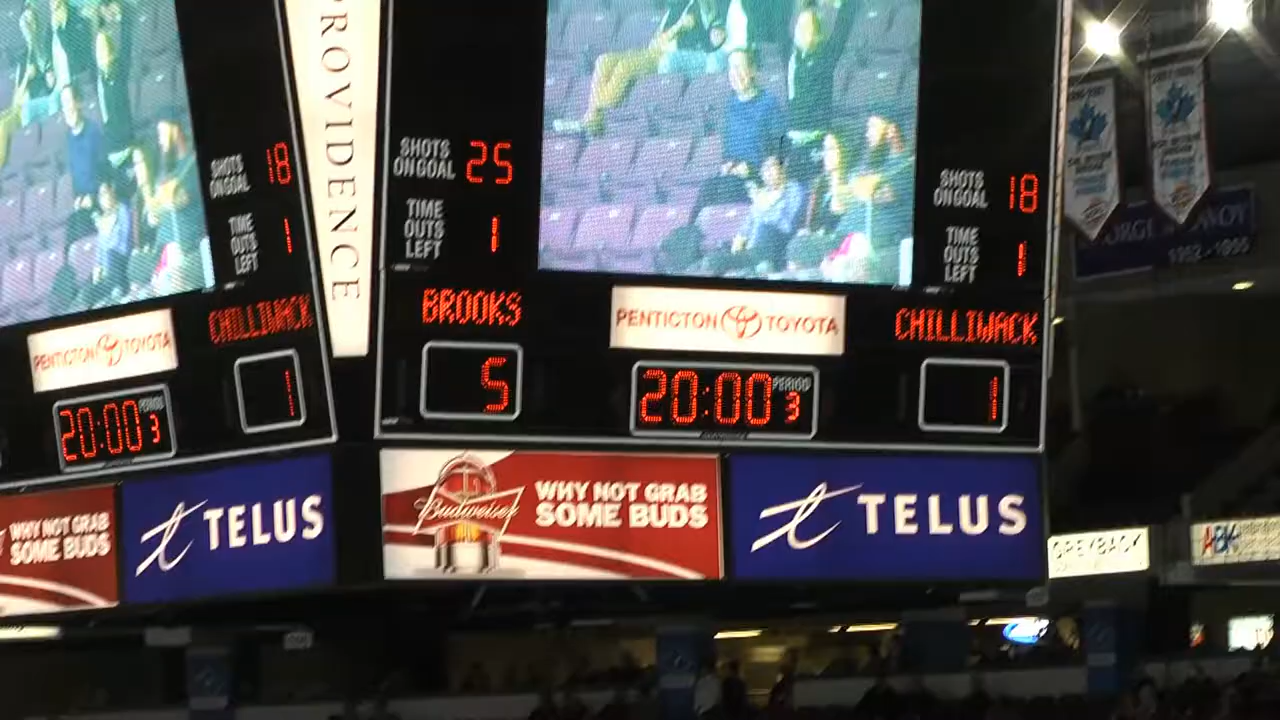 SHOTS
ON GOAL
18
TIME
OUTS
LEFT
1
CHILLIWACK
PENTICTON TOYOTA
1
20:00
PERIOD
3
WHY NOT GRAB
SOME BUDS
TELUS
PROVIDENCE
SHOTS
ON GOAL
25
TIME
OUTS
LEFT
1
SHOTS
ON GOAL
18
TIME
OUTS
LEFT
1
BROOKS
PENTICTON TOYOTA
CHILLIWACK
5
20:00
PERIOD
3
1
Budweiser
WHY NOT GRAB
SOME BUDS
TELUS
GREYBACK